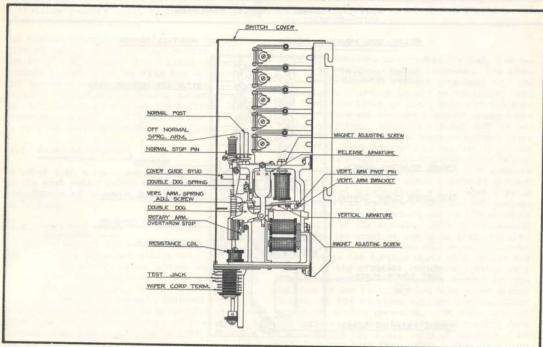 SWITCH COVER
NORMAL POST
OFF NORMAL
SPRG. ARM.
NORMAL STOP PIN
COVER GUIDE STUD
DOUBLE DOG SPRING
VERT. ARM. SPRING
ADJ. SCREW
DOUBLE DOG
ROTARY ARM.
OVERTHROW STOP
RESISTANCE COIL
TEST JACK
WIPER CORD TERM.
MAGNET ADJUSTING SCREW
RELEASE ARMATURE
VERT. ARM PIVOT PIN
VERT. ARM BRACKET
VERTICAL ARMATURE
MAGNET ADJUSTING SCREW